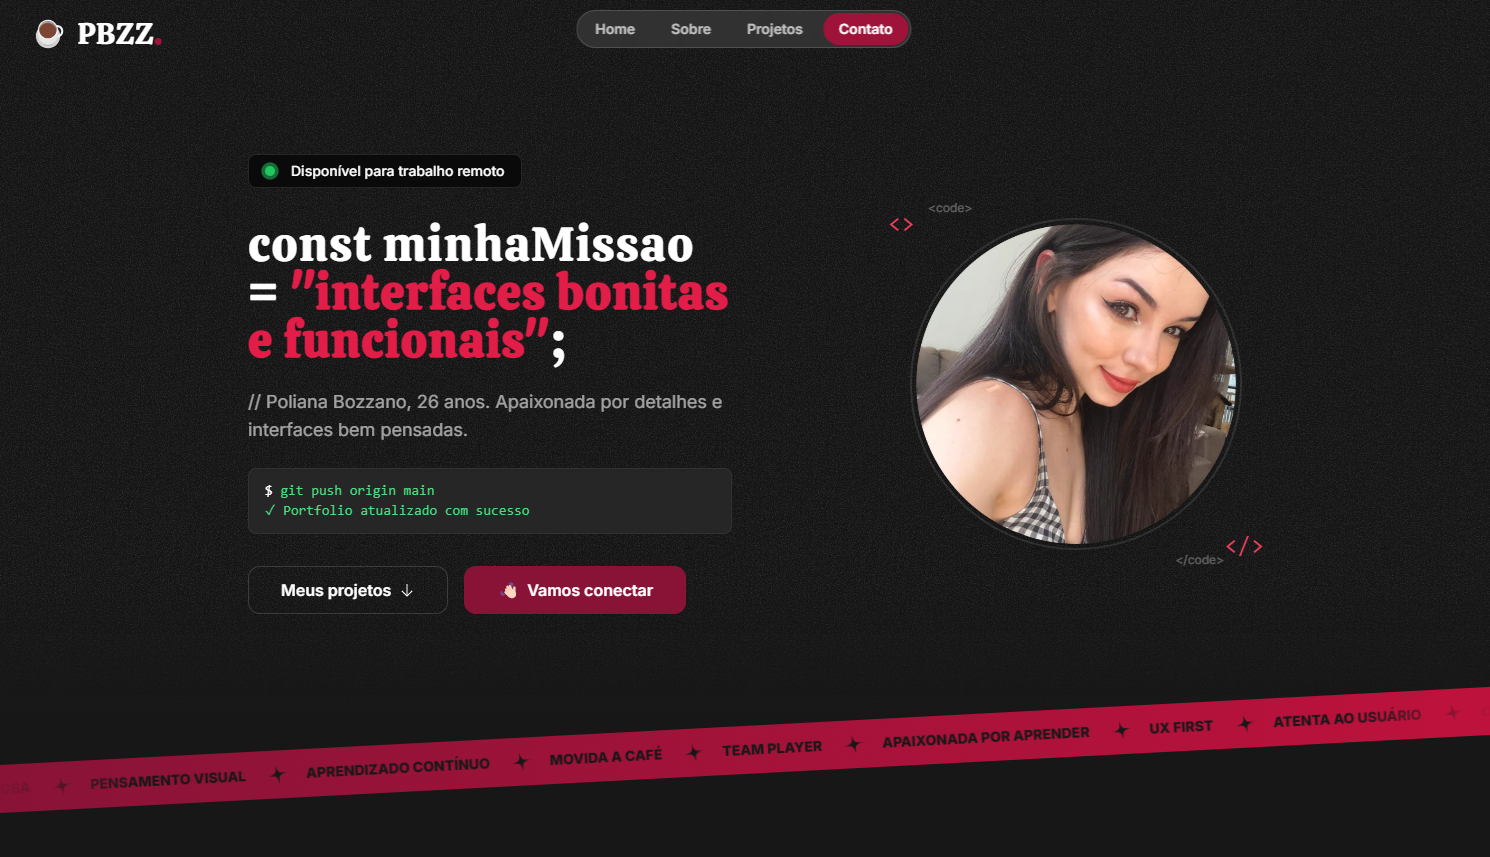 PBZZ.
Home Sobre Projetos Contato
Disponível para trabalho remoto
const minhaMissao
= "interfaces bonitas
e funcionais";
// Poliana Bozzano, 26 anos. Apaixonada por detalhes e
interfaces bem pensadas.
$ git push origin main
✓ Portfolio atualizado com sucesso
Meus projetos ↓
Vamos conectar
<code>
<>
</>
</code>
PENSAMENTO VISUAL ✦ APRENDIZADO CONTÍNUO ✦ MOVIDA A CAFÉ ✦ TEAM PLAYER ✦ APAIXONADA POR APRENDER ✦ UX FIRST ✦ ATENTA AO USUÁRIO ✦